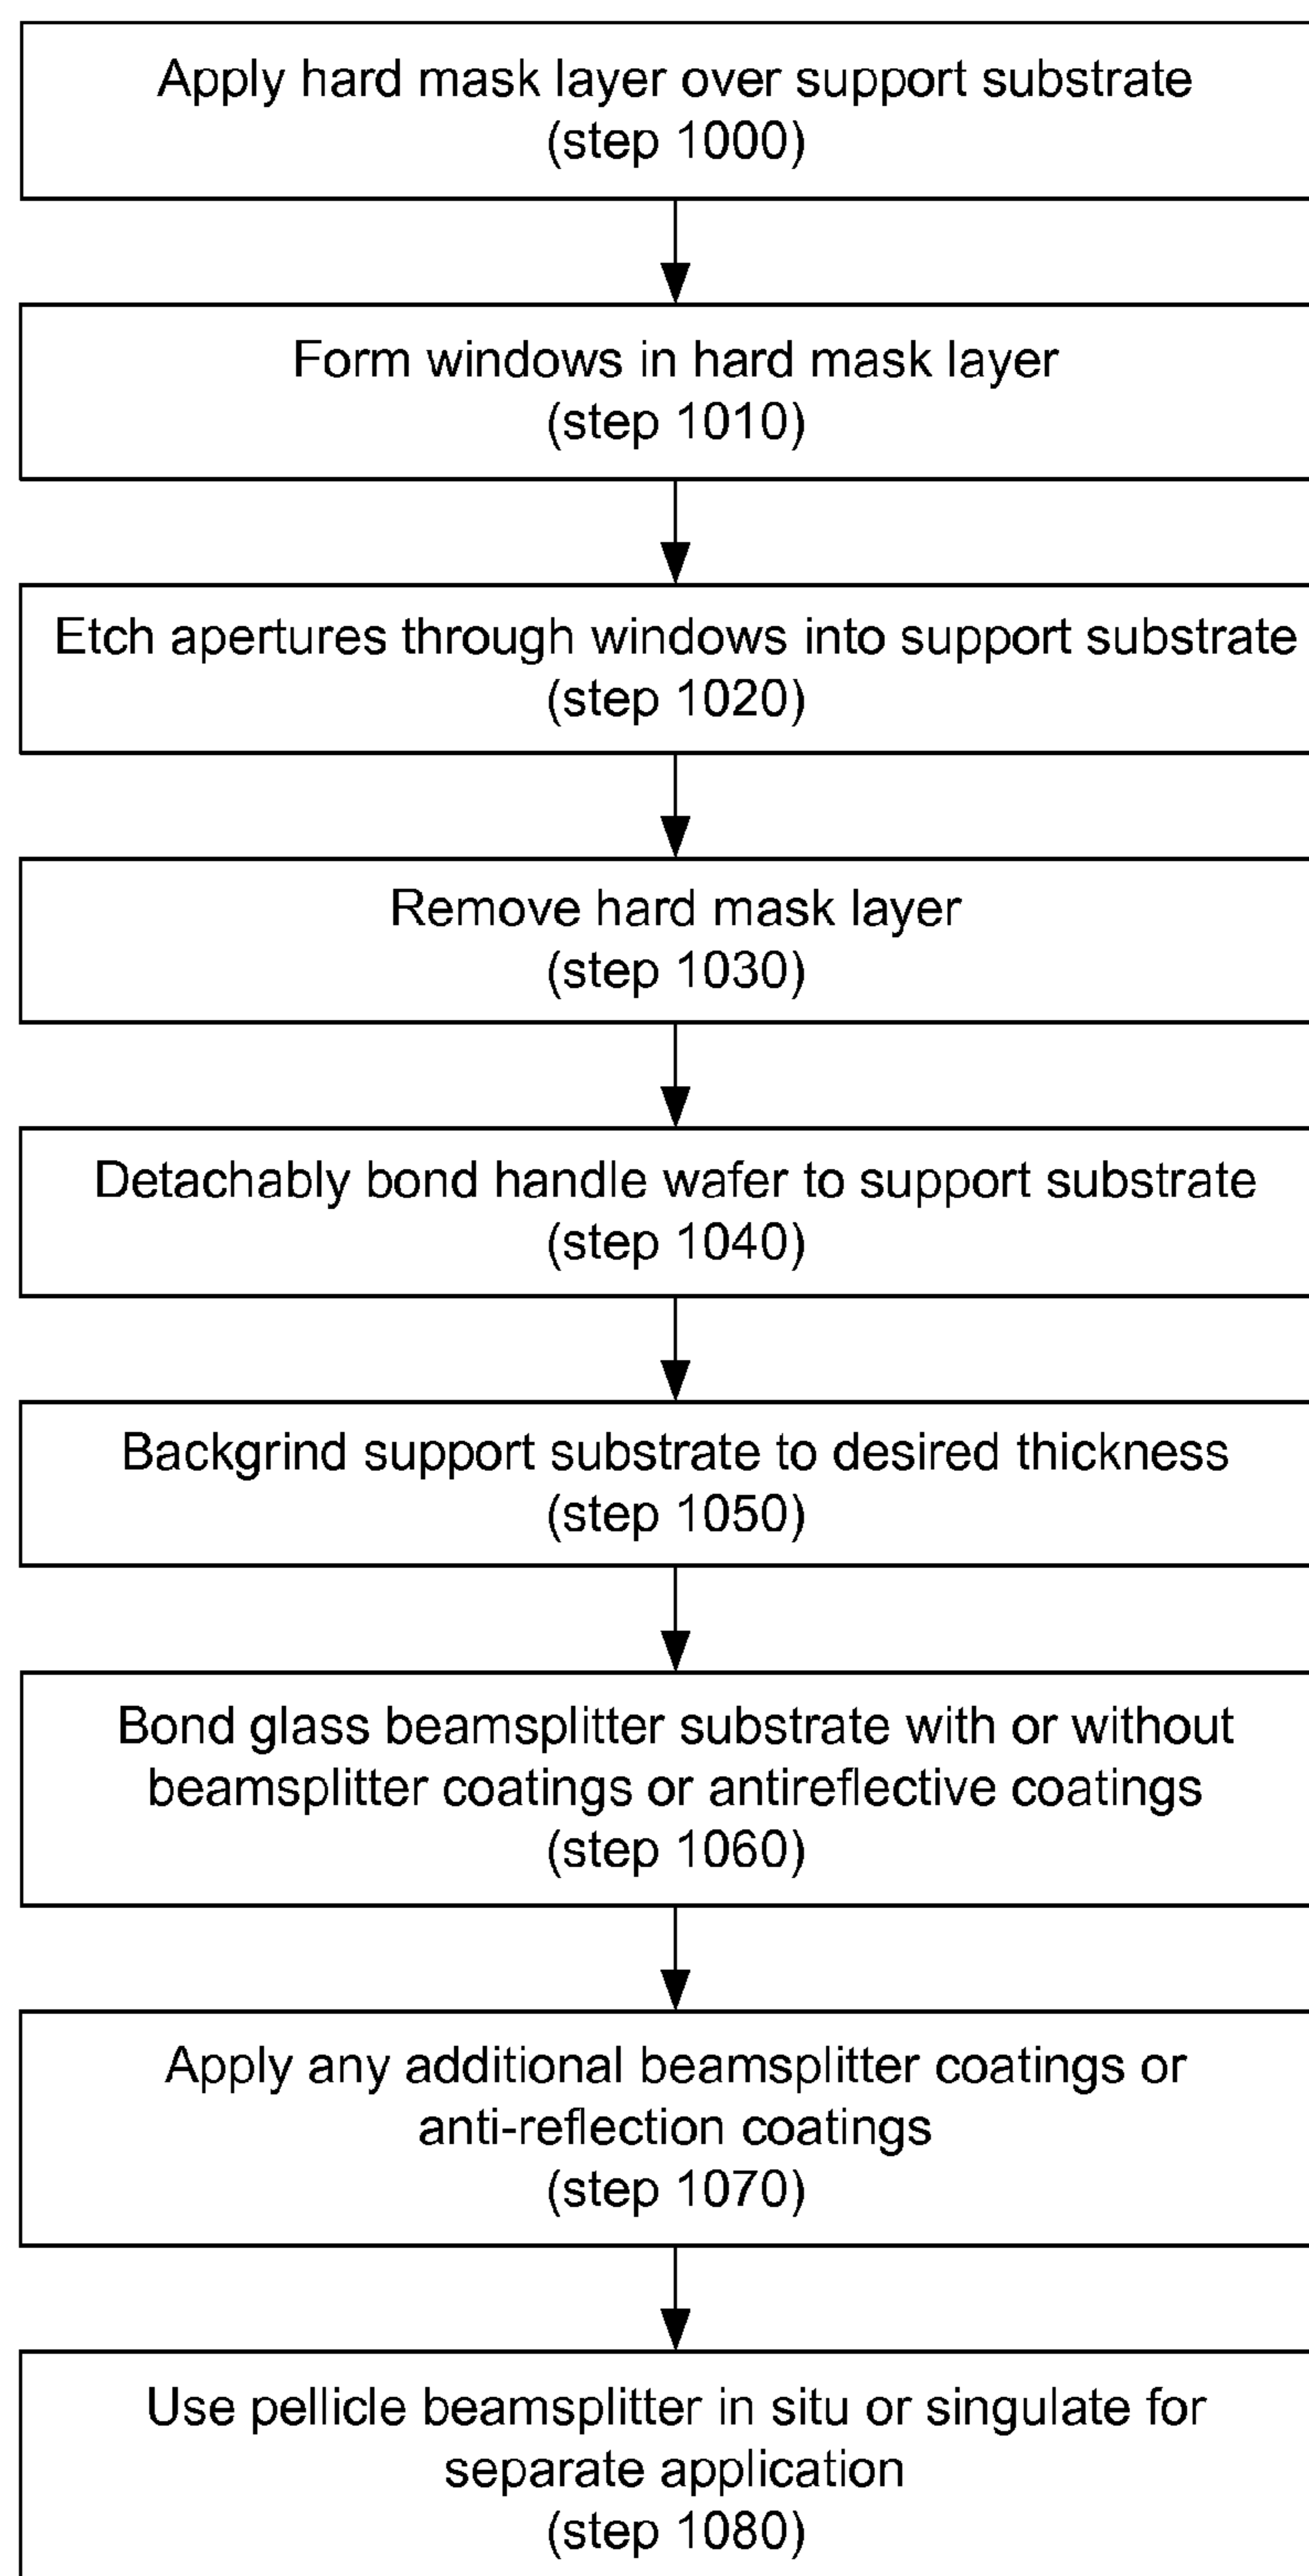 Apply hard mask layer over support substrate
(step 1000)
Form windows in hard mask layer
(step 1010)
Etch apertures through windows into support substrate
(step 1020)
Remove hard mask layer
(step 1030)
Detachably bond handle wafer to support substrate
(step 1040)
Backgrind support substrate to desired thickness
(step 1050)
Bond glass beamsplitter substrate with or without
beamsplitter coatings or antireflective coatings
(step 1060)
Apply any additional beamsplitter coatings or
anti-reflection coatings
(step 1070)
Use pellicle beamsplitter in situ or singulate for
separate application
(step 1080)